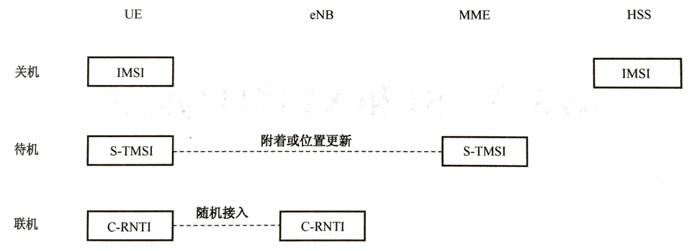 UE eNB MME HSS
关机 IMSI IMSI
附着或位置更新
待机 S-TMSI S-TMSI
随机接入
联机 C-RNTI C-RNTI